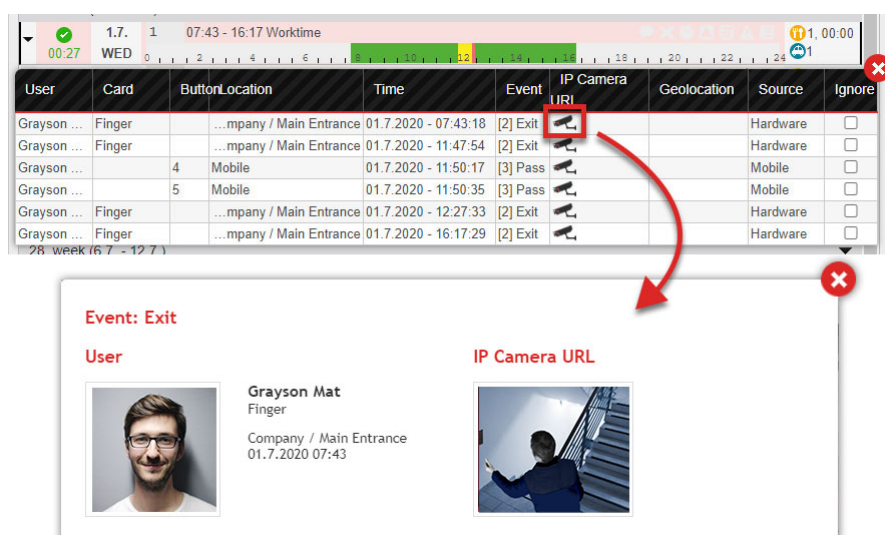 1.7. 1 07:43 - 16:17 Worktime 1, 00:00
00:27 WED 0 2 4 6 8 10 12 14 16 18 20 22 24 1
User Card Button Location Time Event IP Camera URL Geolocation Source Ignore
Grayson ... Finger ...mpany / Main Entrance 01.7.2020 - 07:43:18 [2] Exit Hardware
Grayson ... Finger ...mpany / Main Entrance 01.7.2020 - 11:47:54 [2] Exit Hardware
Grayson ... 4 Mobile 01.7.2020 - 11:50:17 [3] Pass Mobile
Grayson ... 5 Mobile 01.7.2020 - 11:50:35 [3] Pass Mobile
Grayson ... Finger ...mpany / Main Entrance 01.7.2020 - 12:27:33 [2] Exit Hardware
Grayson ... Finger ...mpany / Main Entrance 01.7.2020 - 16:17:29 [2] Exit Hardware
28. week (6.7. - 12.7.)
Event: Exit
User IP Camera URL
Grayson Mat
Finger
Company / Main Entrance
01.7.2020 07:43